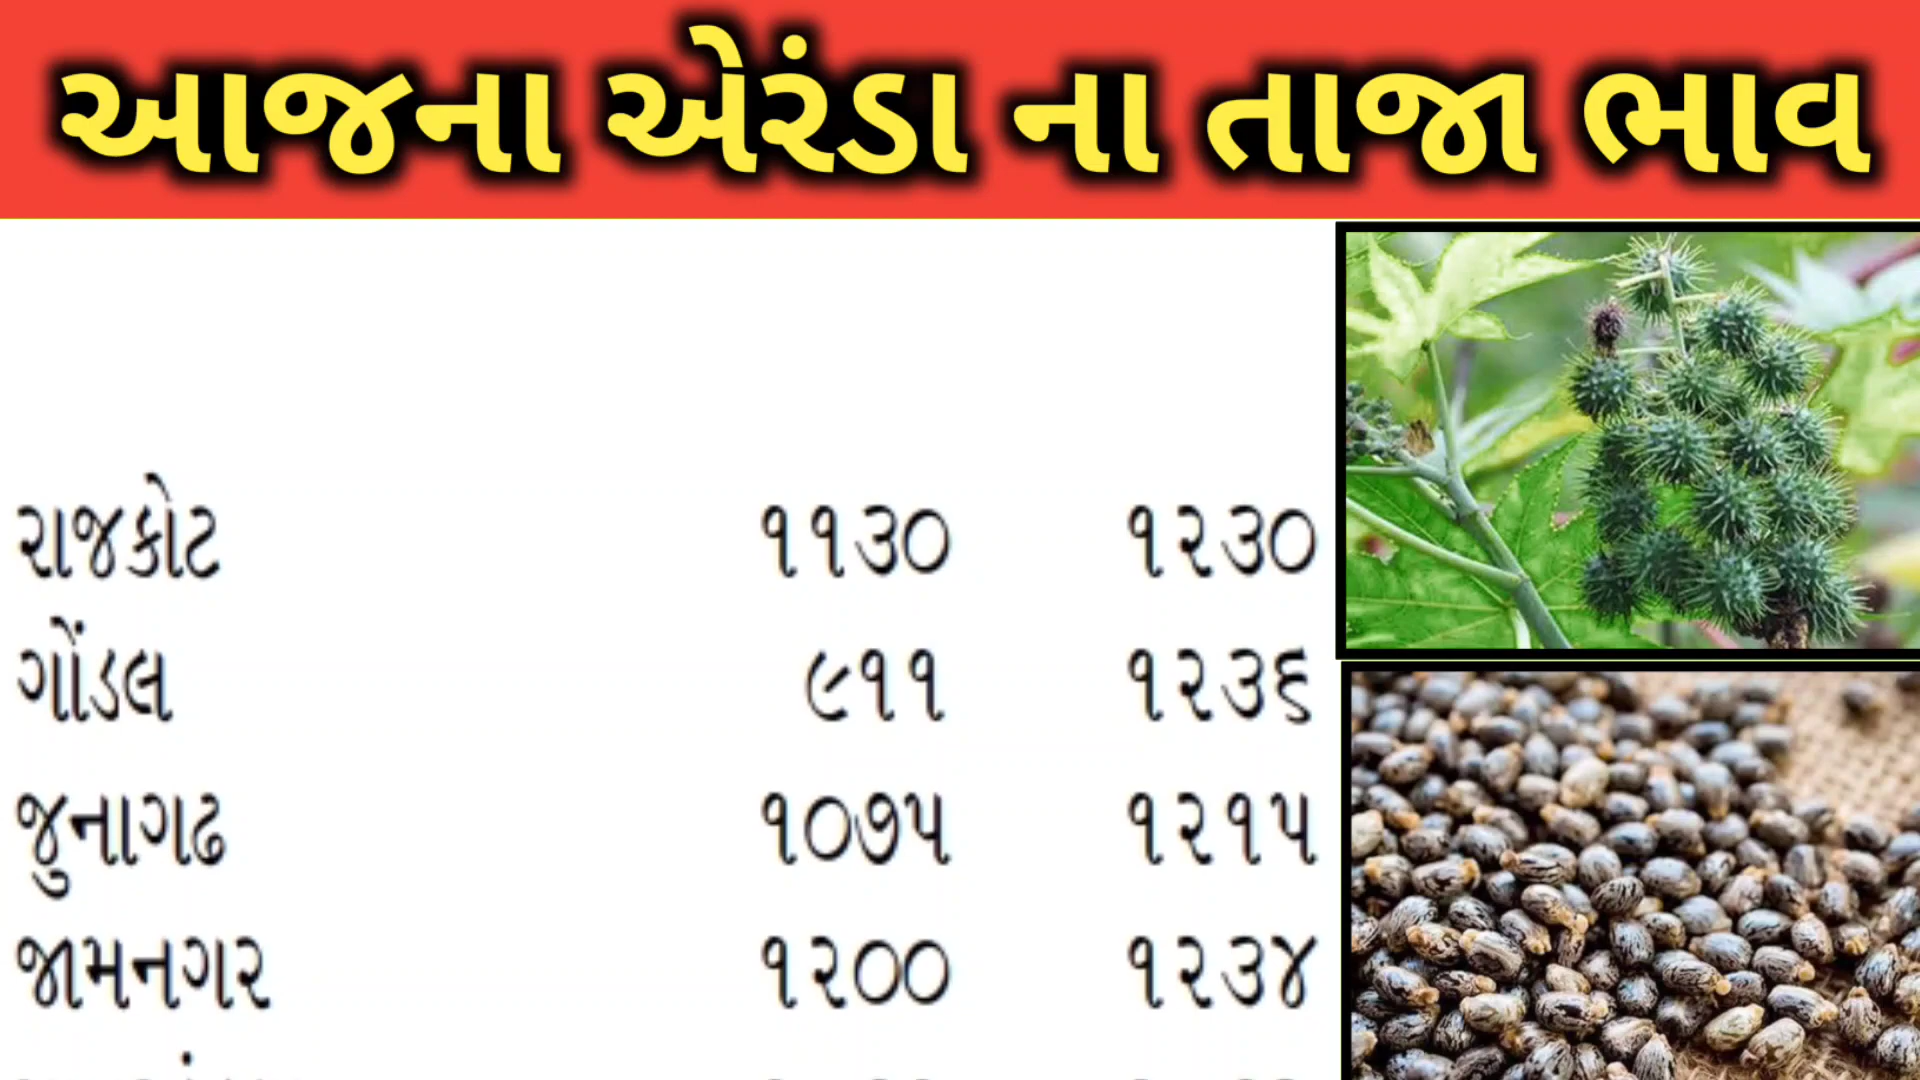 આજના એરંડા ના તાજા ભાવ
રાજકોટ ૧૧૩૦ ૧૨૩૦
ગોંડલ ૯૧૧ ૧૨૩૬
જુનાગઢ ૧૦૭૫ ૧૨૧૫
જામનગર ૧૨૦૦ ૧૨૩૪